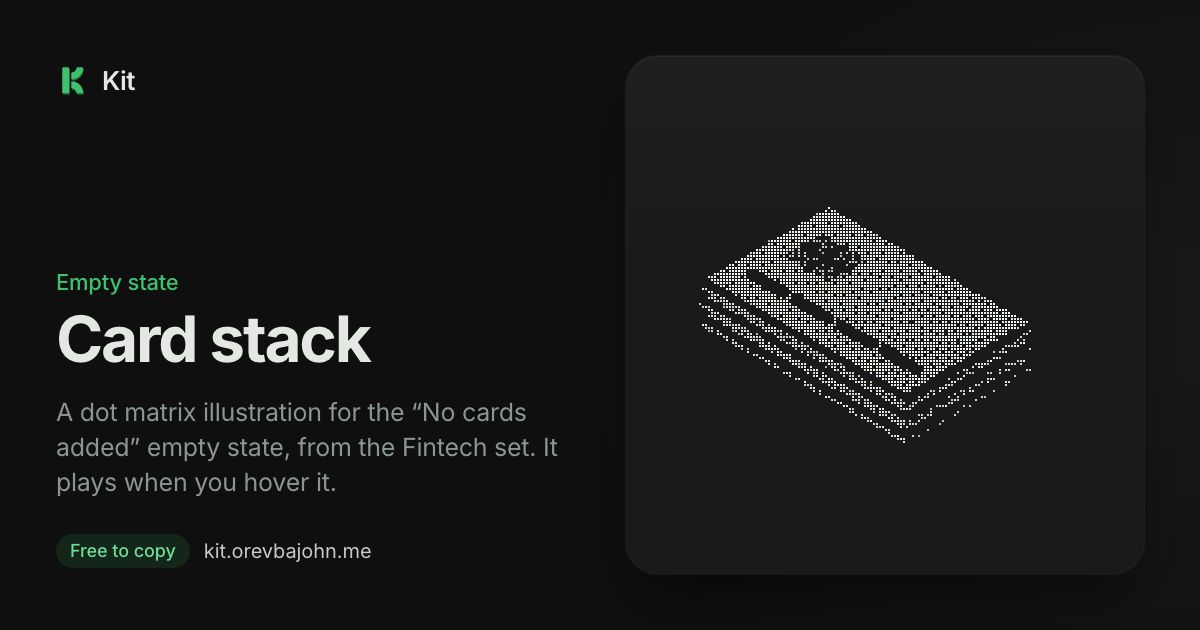 Kit
Empty state
Card stack
A dot matrix illustration for the “No cards
added” empty state, from the Fintech set. It
plays when you hover it.
Free to copy
kit.orevbajohn.me